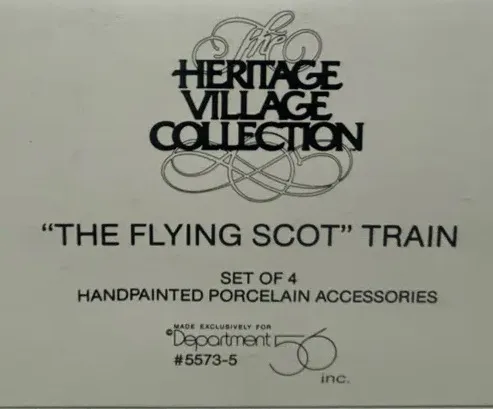 The
HERITAGE
VILLAGE
COLLECTION
"THE FLYING SCOT" TRAIN
SET OF 4
HANDPAINTED PORCELAIN ACCESSORIES
MADE EXCLUSIVELY FOR
©Department 56
#5573-5
inc.